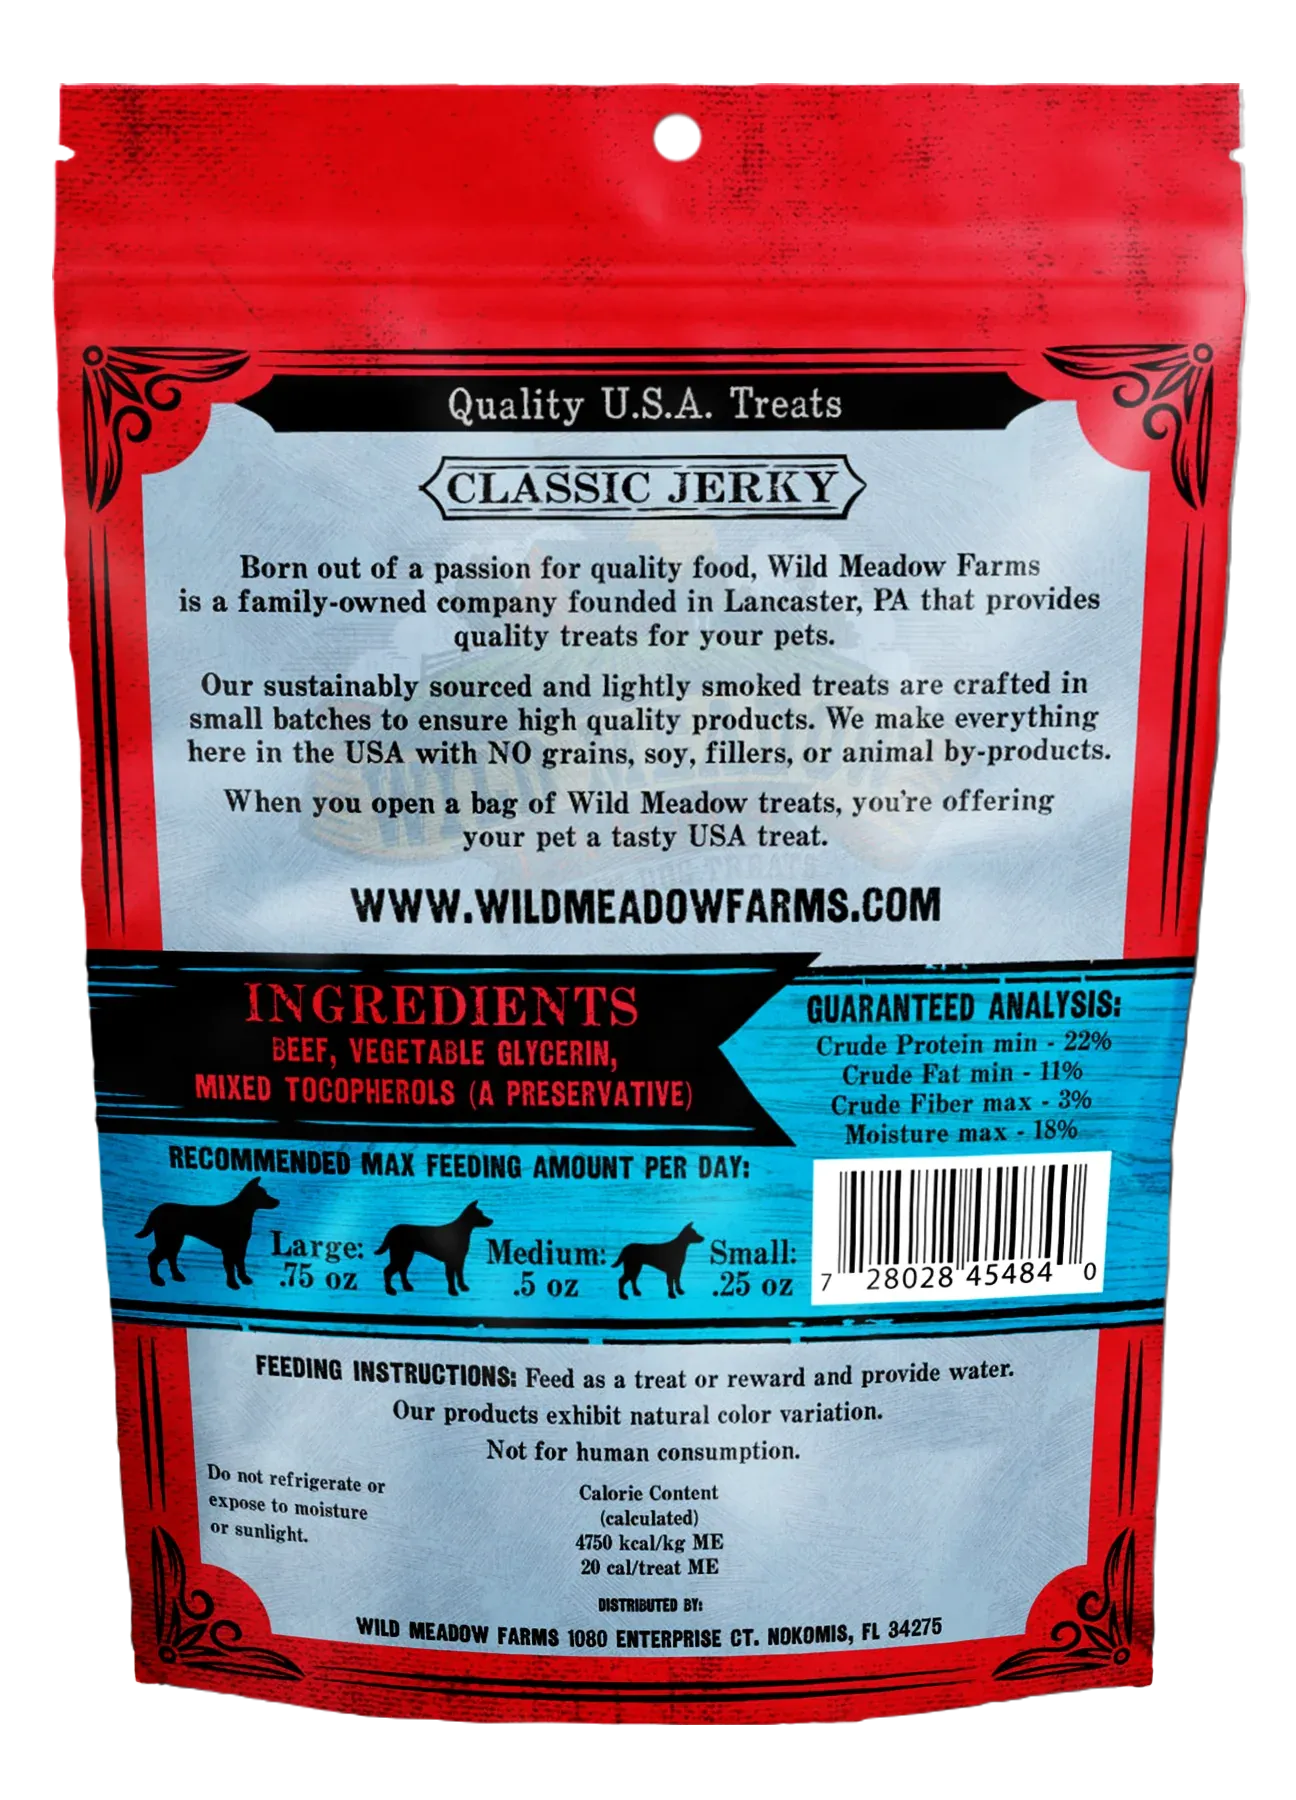 Quality U.S.A. Treats
CLASSIC JERKY
Born out of a passion for quality food, Wild Meadow Farms
is a family-owned company founded in Lancaster, PA that provides
quality treats for your pets.
Our sustainably sourced and lightly smoked treats are crafted in
small batches to ensure high quality products. We make everything
here in the USA with NO grains, soy, fillers, or animal by-products.
When you open a bag of Wild Meadow treats, you're offering
your pet a tasty USA treat.
WWW.WILDMEADOWFARMS.COM
INGREDIENTS
BEEF, VEGETABLE GLYCERIN,
MIXED TOCOPHEROLS (A PRESERVATIVE)
GUARANTEED ANALYSIS:
Crude Protein min - 22%
Crude Fat min - 11%
Crude Fiber max - 3%
Moisture max - 18%
RECOMMENDED MAX FEEDING AMOUNT PER DAY:
Large:
.75 oz
Medium:
.5 oz
Small:
.25 oz
7 28028 45484 0
FEEDING INSTRUCTIONS: Feed as a treat or reward and provide water.
Our products exhibit natural color variation.
Not for human consumption.
Do not refrigerate or
expose to moisture
or sunlight.
Calorie Content
(calculated)
4750 kcal/kg ME
20 cal/treat ME
DISTRIBUTED BY:
WILD MEADOW FARMS 1080 ENTERPRISE CT. NOKOMIS, FL 34275